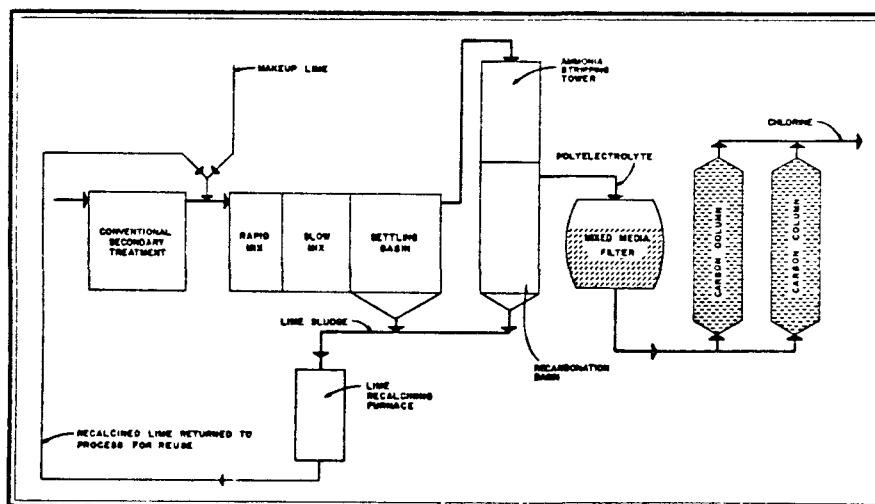 MAKEUP LIME
AMMONIA
STRIPPING
TOWER
CHLORINE
POLYELECTROLYTE
CONVENTIONAL
SECONDARY
TREATMENT
RAPID
MIX
SLOW
MIX
SETTLING
BASIN
MIXED MEDIA
FILTER
CARBON COLUMN
CARBON COLUMN
LIME SLUDGE
RECARBONATION
BASIN
LIME
RECALCINING
FURNACE
RECALCINED LIME RETURNED TO
PROCESS FOR REUSE